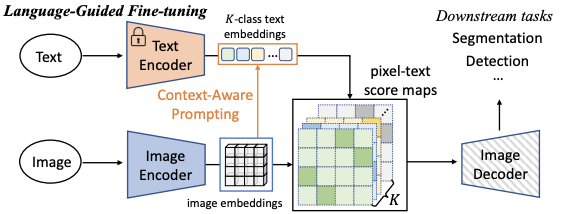 Language-Guided Fine-tuning
Text
Text
Encoder
K-class text
embeddings
Context-Aware
Prompting
Image
Image
Encoder
image embeddings
pixel-text
score maps
K
Downstream tasks
Segmentation
Detection
...
Image
Decoder